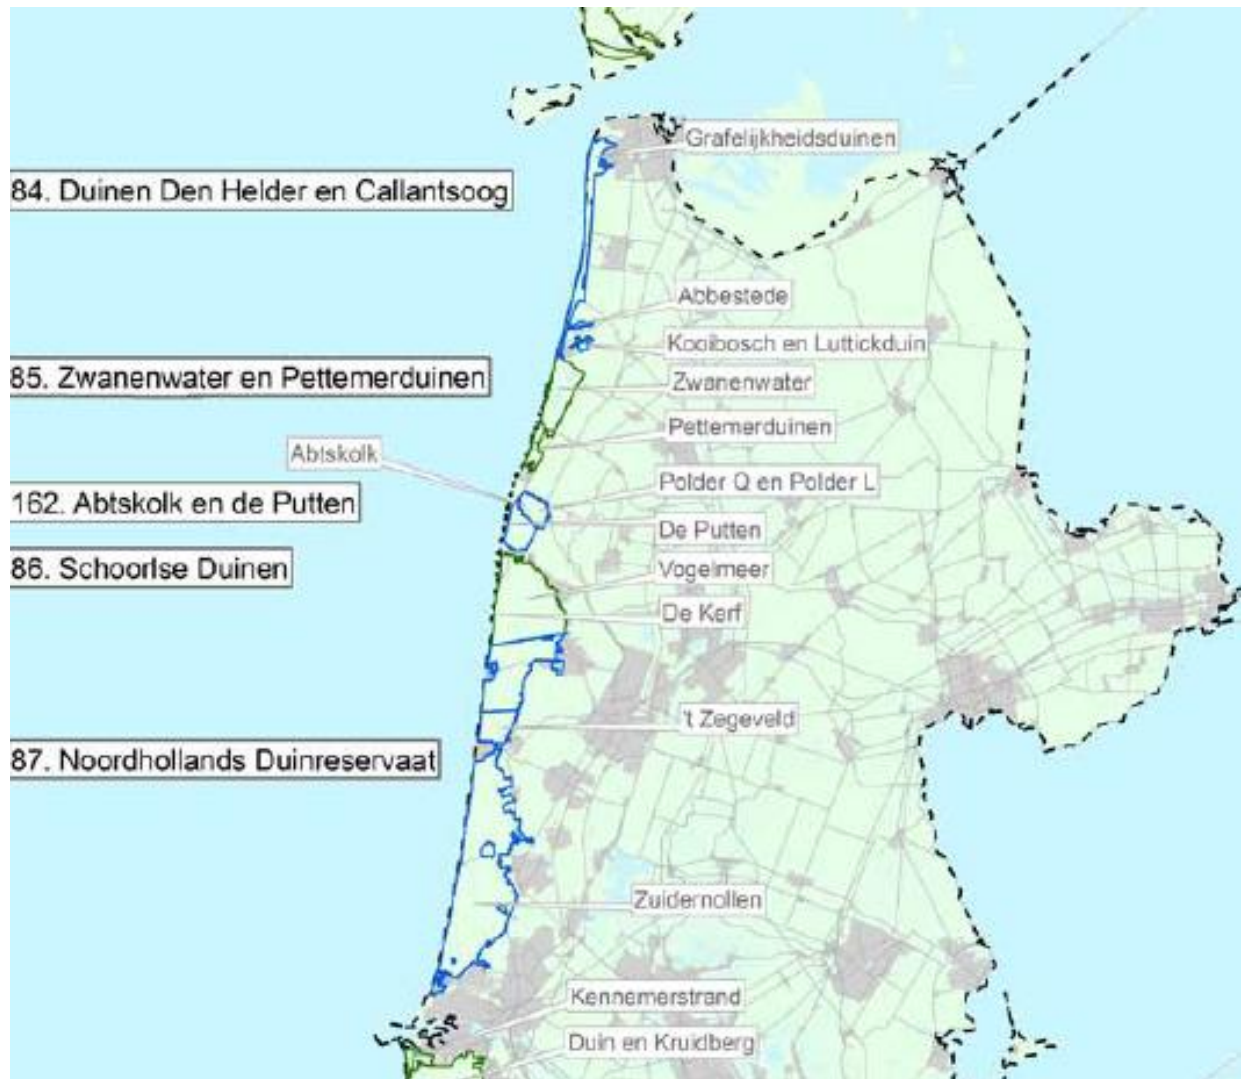 Grafelijkheidsduinen
84. Duinen Den Helder en Callantsoog
Abbestede
Kooibosch en Luttickduin
85. Zwanenwater en Pettemerduinen
Zwanenwater
Pettemerduinen
Abtskolk
Polder Q en Polder L
162. Abtskolk en de Putten
De Putten
86. Schoorlse Duinen
Vogelmeer
De Kerf
't Zegeveld
87. Noordhollands Duinreservaat
Zuidernollen
Kennemerstrand
Duin en Kruidberg